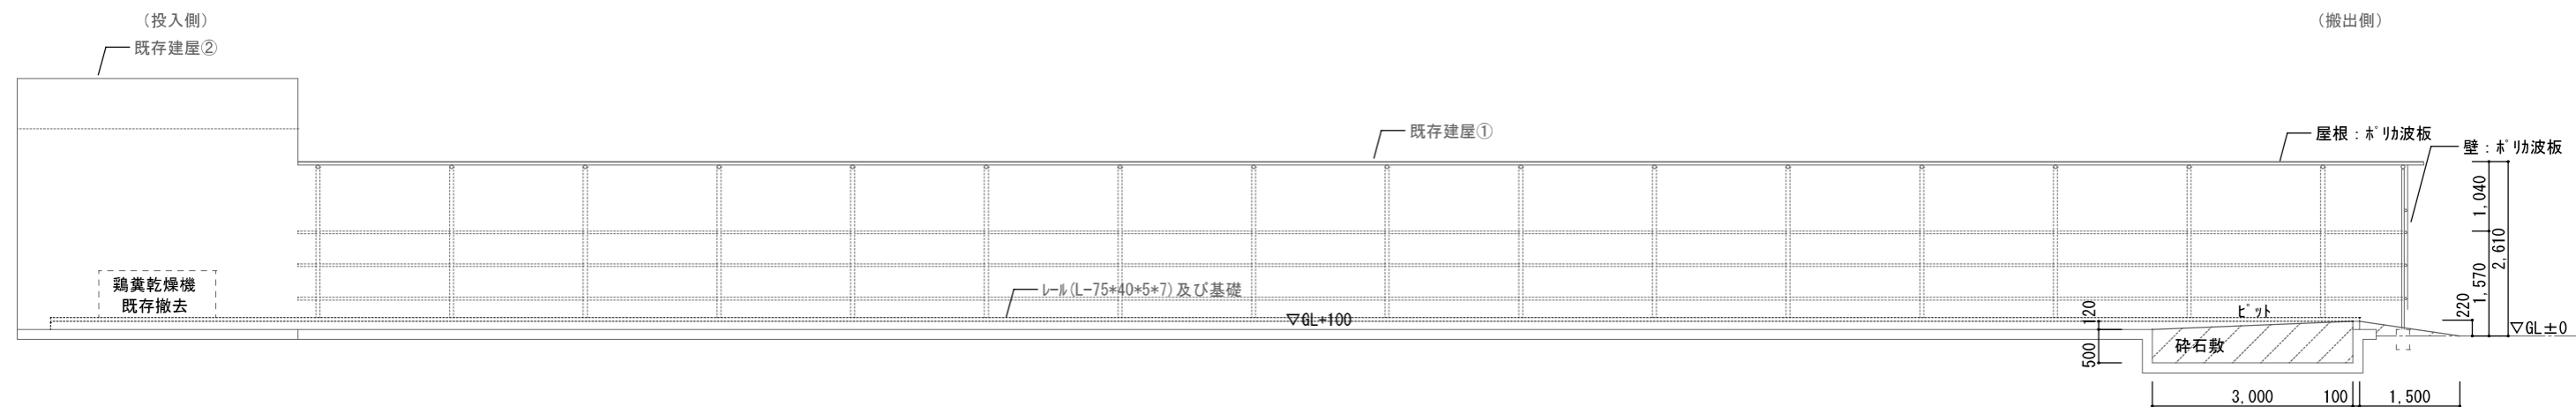 （投入側）
（搬出側）
既存建屋②
既存建屋①
屋根：ﾎﾟﾘｶ波板
壁：ﾎﾟﾘｶ波板
1,040
2,610
1,570
220
鶏糞乾燥機
既存撤去
ﾚｰﾙ(L-75*40*5*7)及び基礎
▽GL+100
120
ﾋﾟｯﾄ
▽GL±0
砕石敷
500
3,000
100
1,500